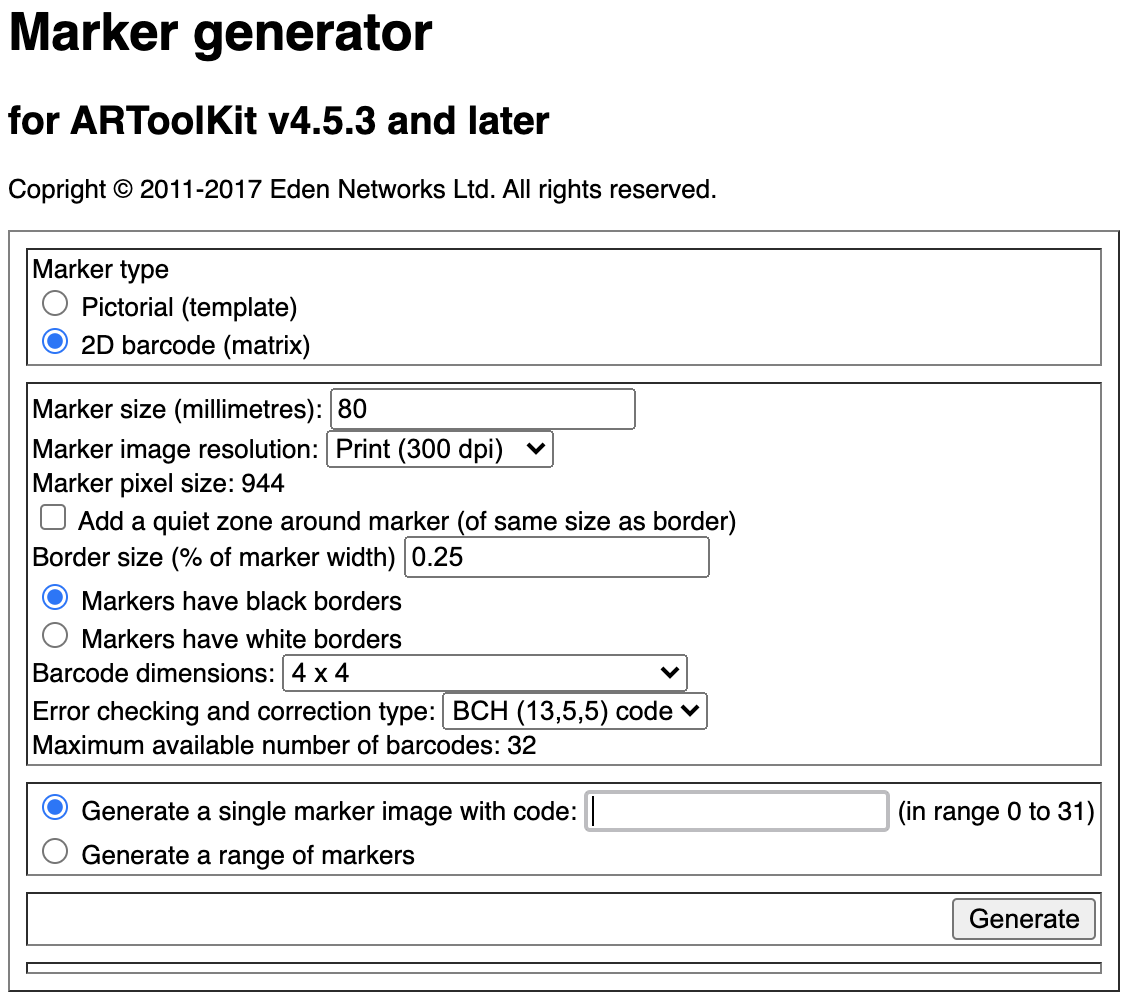 Marker generator
for ARToolKit v4.5.3 and later
Copright © 2011-2017 Eden Networks Ltd. All rights reserved.
Marker type
Pictorial (template)
2D barcode (matrix)
Marker size (millimetres): 80
Marker image resolution: Print (300 dpi)
Marker pixel size: 944
Add a quiet zone around marker (of same size as border)
Border size (% of marker width) 0.25
Markers have black borders
Markers have white borders
Barcode dimensions: 4 x 4
Error checking and correction type: BCH (13,5,5) code
Maximum available number of barcodes: 32
Generate a single marker image with code: (in range 0 to 31)
Generate a range of markers
Generate